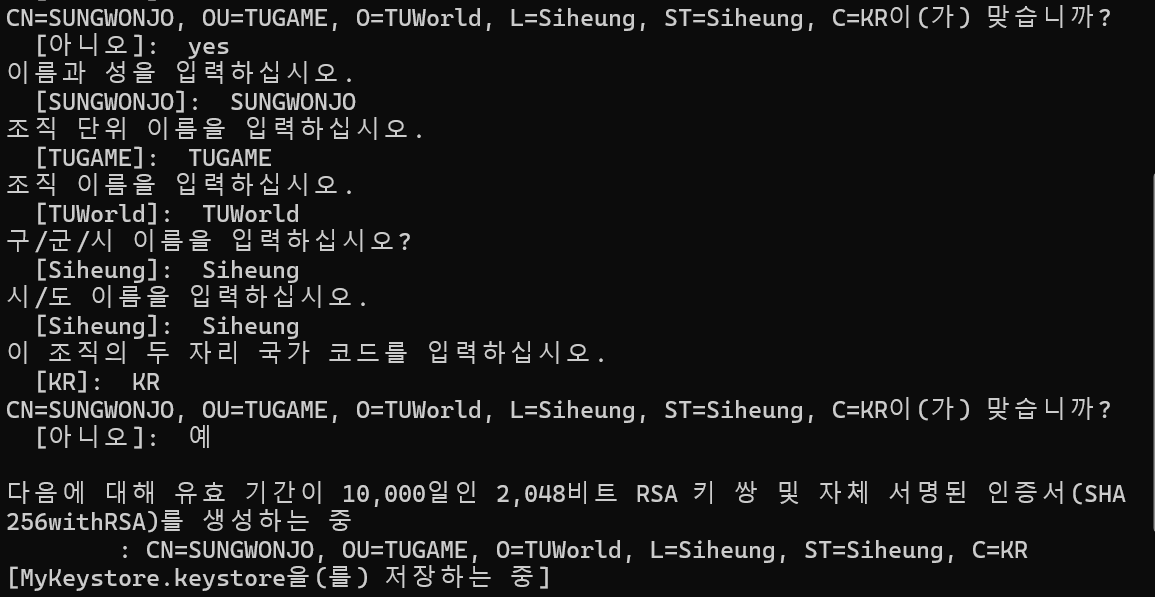 CN=SUNGWONJO, OU=TUGAME, O=TUWorld, L=Siheung, ST=Siheung, C=KR이(가) 맞습니까?
  [아니오]:  yes
이름과 성을 입력하십시오.
  [SUNGWONJO]:  SUNGWONJO
조직 단위 이름을 입력하십시오.
  [TUGAME]:  TUGAME
조직 이름을 입력하십시오.
  [TUWorld]:  TUWorld
구/군/시 이름을 입력하십시오?
  [Siheung]:  Siheung
시/도 이름을 입력하십시오.
  [Siheung]:  Siheung
이 조직의 두 자리 국가 코드를 입력하십시오.
  [KR]:  KR
CN=SUNGWONJO, OU=TUGAME, O=TUWorld, L=Siheung, ST=Siheung, C=KR이(가) 맞습니까?
  [아니오]:  예
다음에 대해 유효 기간이 10,000일인 2,048비트 RSA 키 쌍 및 자체 서명된 인증서(SHA
256withRSA)를 생성하는 중
        : CN=SUNGWONJO, OU=TUGAME, O=TUWorld, L=Siheung, ST=Siheung, C=KR
[MyKeystore.keystore을(를) 저장하는 중]